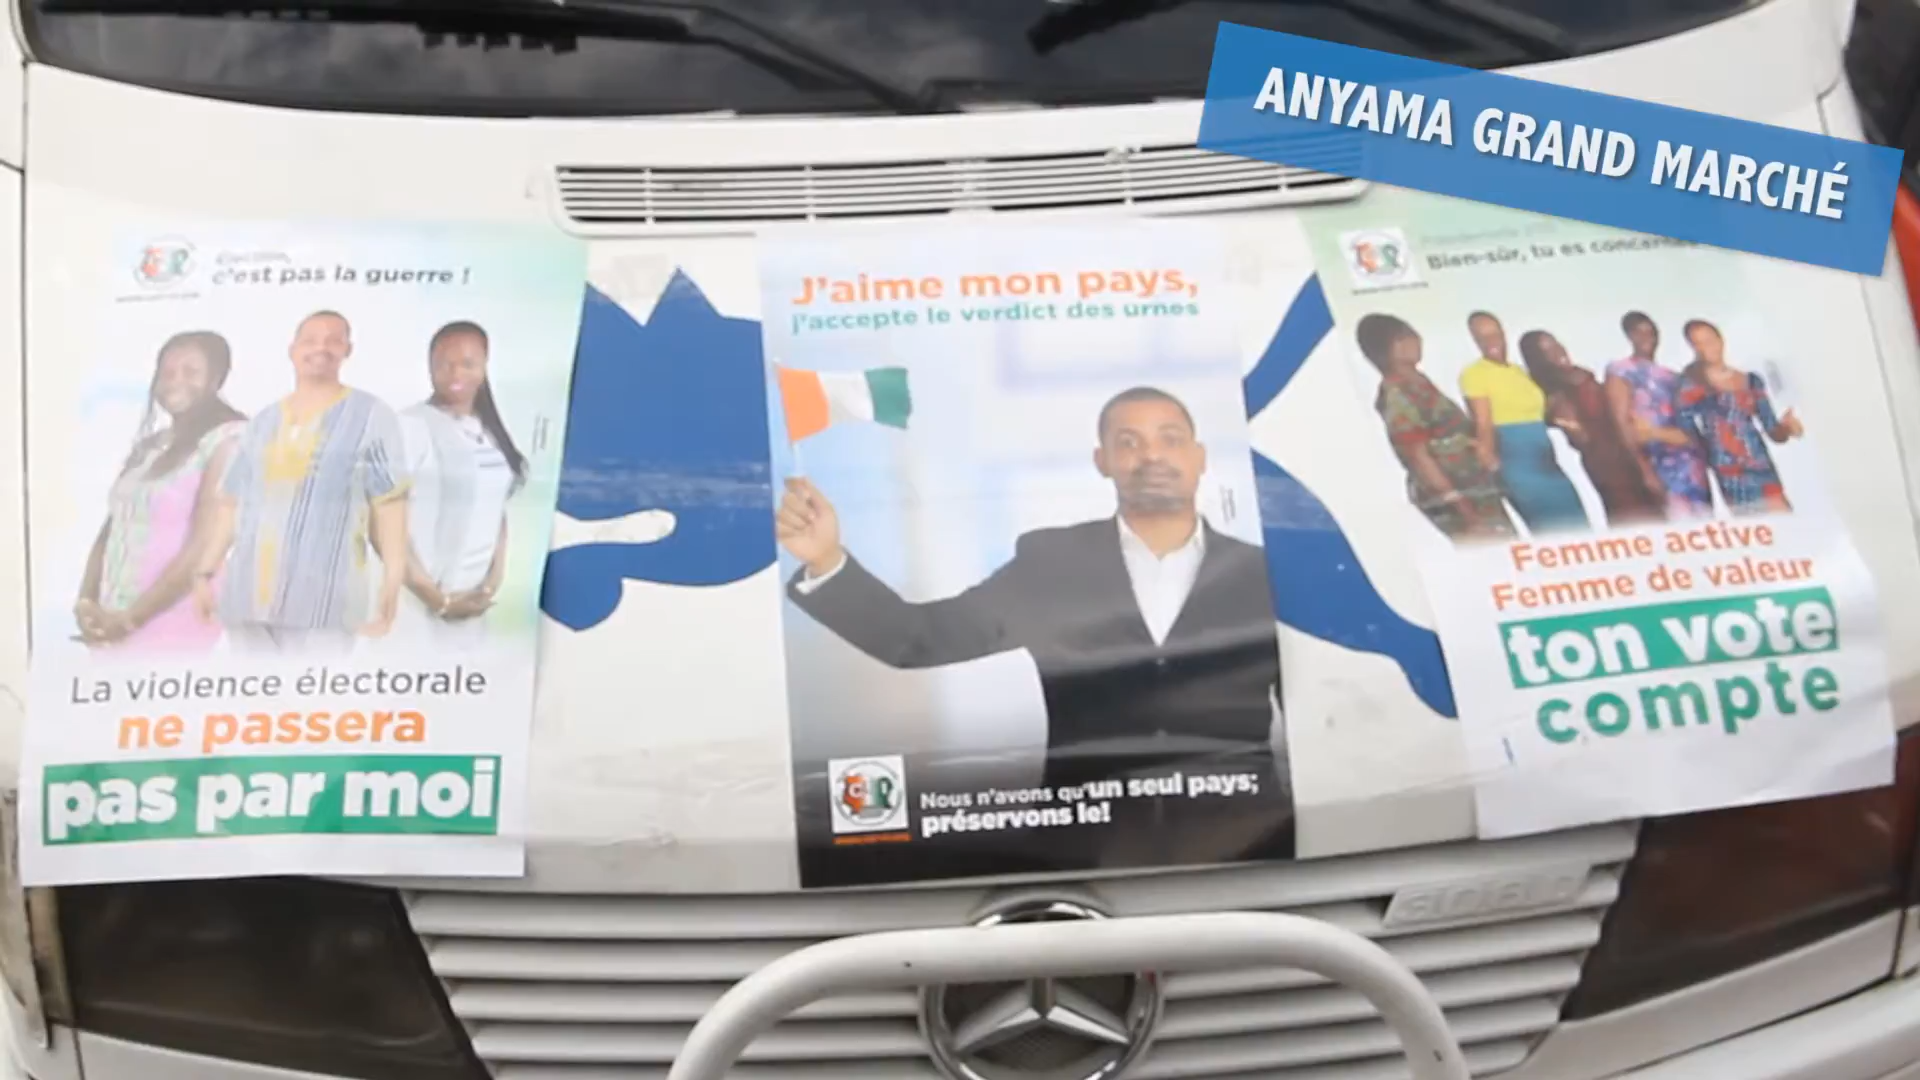 ANYAMA GRAND MARCHÉ
c'est pas la guerre !
La violence électorale
ne passera
pas par moi
J'aime mon pays,
j'accepte le verdict des urnes
Nous n'avons qu'un seul pays;
préservons le!
Bien-sûr, tu es
Femme active
Femme de valeur
ton vote
compte